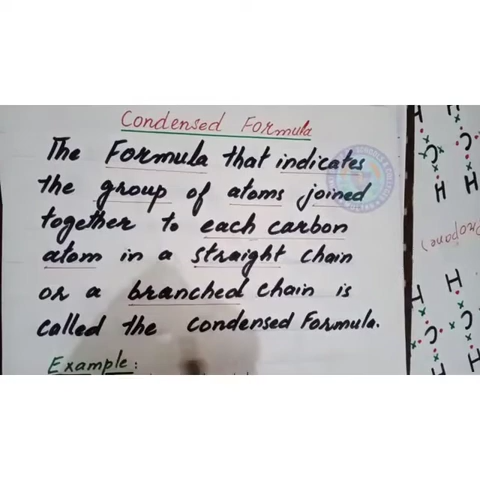 Condensed Formula
The Formula that indicates
the group of atoms joined
together to each carbon
atom in a straight chain
or a branched chain is
called the condensed Formula.
Example:
H
C
C
H
H
(Propane)
H
H
C
C
H
H